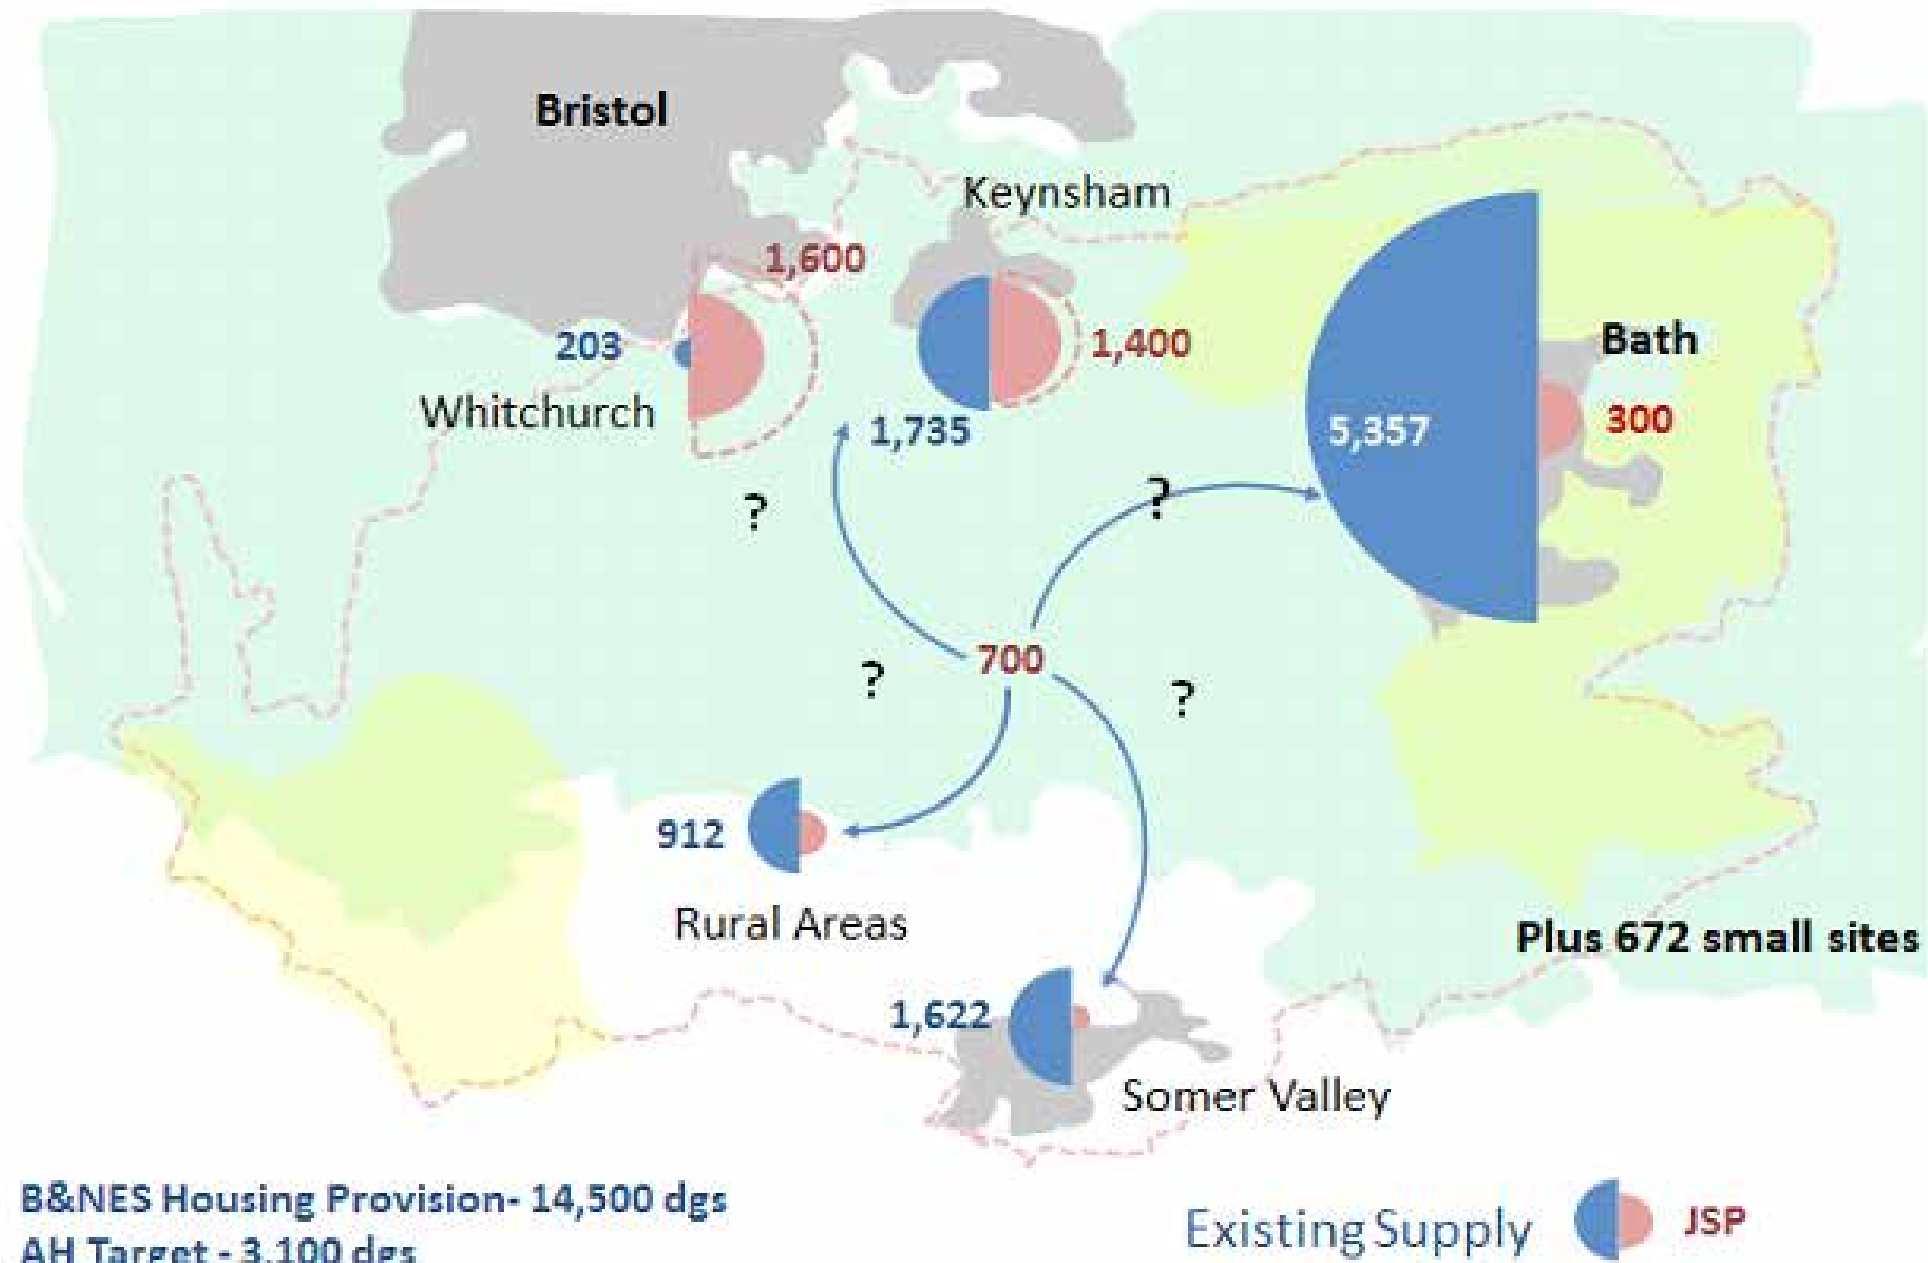 Bristol
Keynsham
1,600
203
1,400
Bath
Whitchurch
1,735
5,357
300
?
?
700
?
?
912
Rural Areas
Plus 672 small sites
1,622
Somer Valley
B&NES Housing Provision- 14,500 dgs
AH Target - 3,100 dgs
Existing Supply
JSP